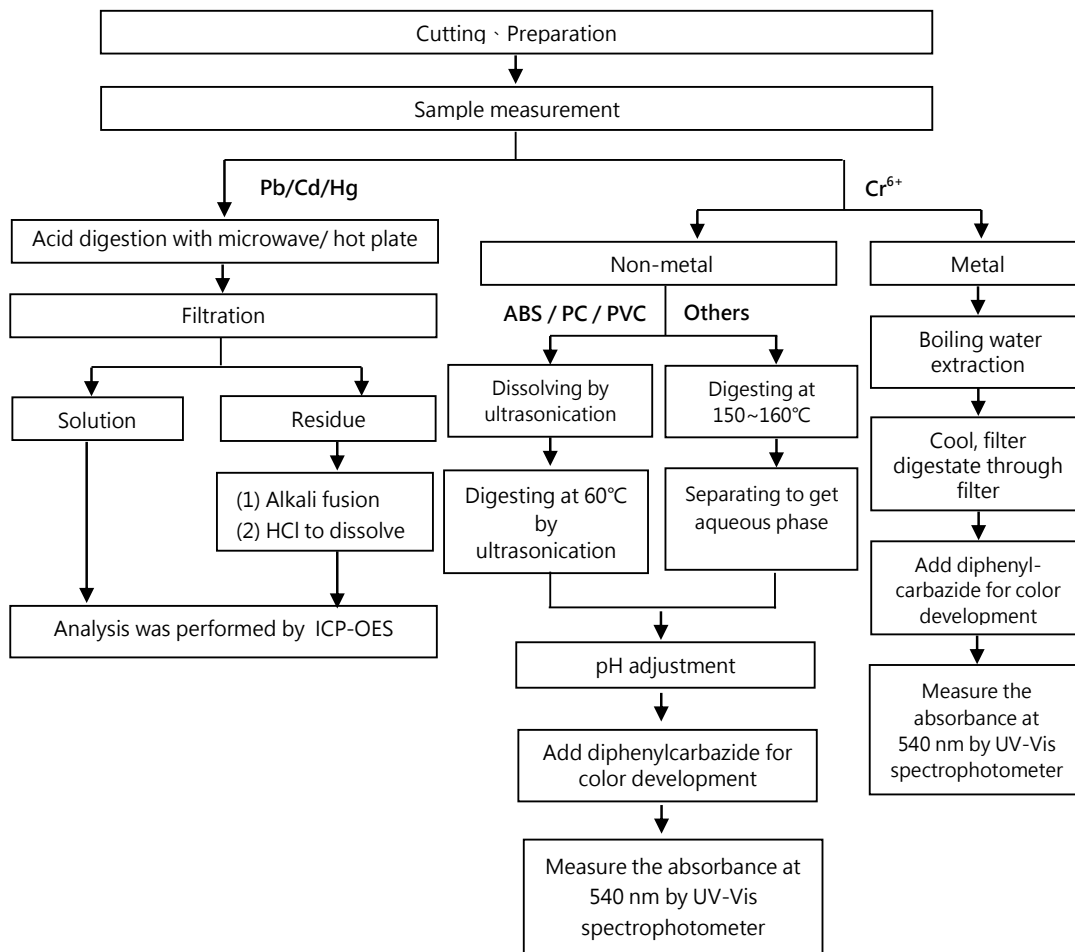 Cutting、Preparation
Sample measurement
Pb/Cd/Hg
Cr⁶⁺
Acid digestion with microwave/ hot plate
Filtration
Solution
Residue
(1) Alkali fusion
(2) HCl to dissolve
Analysis was performed by ICP-OES
Non-metal
ABS / PC / PVC
Others
Dissolving by
ultrasonication
Digesting at 60℃
by
ultrasonication
Digesting at
150~160℃
Separating to get
aqueous phase
pH adjustment
Add diphenylcarbazide for
color development
Measure the absorbance at
540 nm by UV-Vis
spectrophotometer
Metal
Boiling water
extraction
Cool, filter
digestate through
filter
Add diphenyl-
carbazide for color
development
Measure the
absorbance at
540 nm by UV-Vis
spectrophotometer